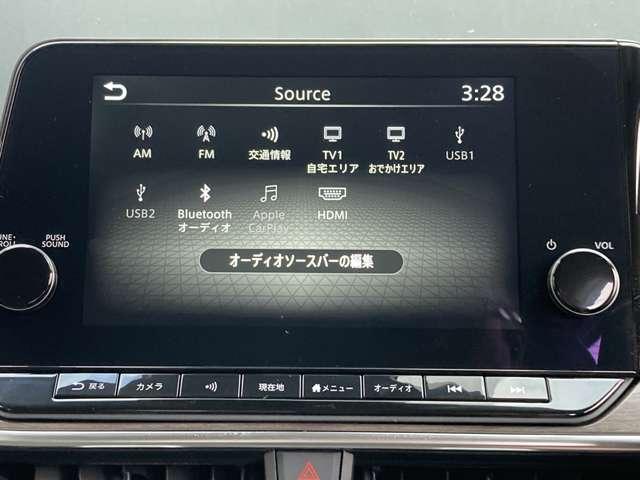 Source
3:28
AM
FM
交通情報
TV1
自宅エリア
TV2
おでかけエリア
USB1
USB2
Bluetooth
オーディオ
Apple
CarPlay
HDMI
オーディオソースバーの編集
PUSH
SOUND
VOL
戻る
カメラ
現在地
メニュー
オーディオ